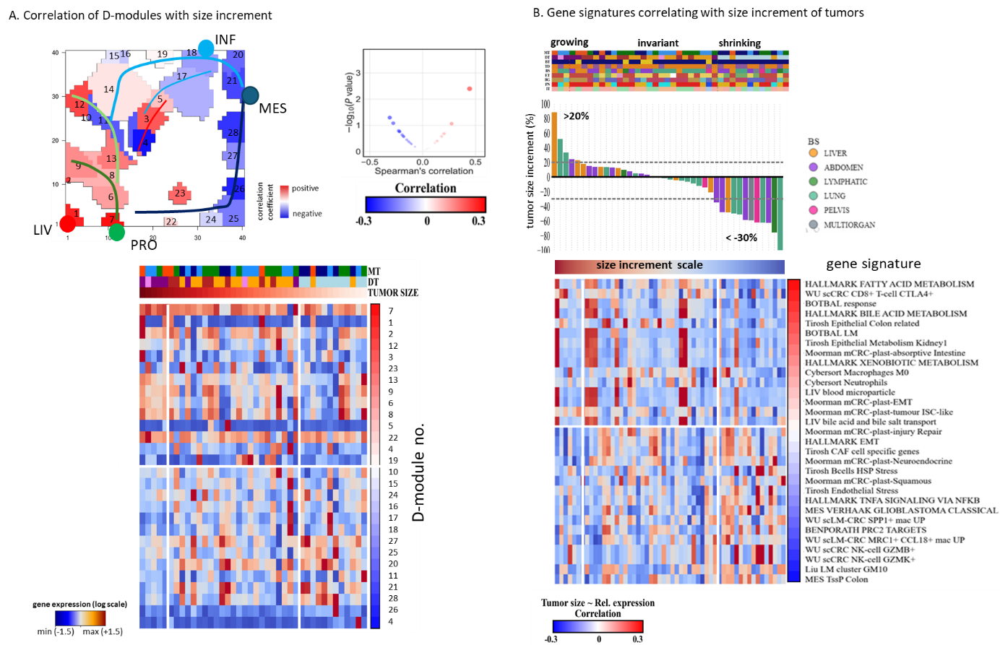 A. Correlation of D-modules with size increment
INF
MES
LIV
PRO
40
30
20
10
1
1
10
20
30
40
15
16
19
18
20
17
21
14
5
12
10
11
3
4
28
27
13
9
8
2
6
23
26
1
7
22
24
25
correlation coefficient
positive
negative
−log10(P value)
3
2
1
0
−0.5
0.0
0.5
Spearman's correlation
Correlation
-0.3
0
0.3
MT
DT
TUMOR SIZE
7
1
2
12
3
23
13
9
6
8
5
22
4
19
10
15
24
16
17
18
27
25
20
11
21
28
26
4
D-module no.
gene expression (log scale)
min (-1.5)
max (+1.5)
B. Gene signatures correlating with size increment of tumors
growing
invariant
shrinking
MT
DT
tumor size increment (%)
100
80
60
40
20
0
−20
−40
−60
−80
−100
>20%
< -30%
BS
LIVER
ABDOMEN
LYMPHATIC
LUNG
PELVIS
MULTIORGAN
size increment scale
gene signature
HALLMARK FATTY ACID METABOLISM
WU scCRC CD8+ T-cell CTLA4+
BOTBAL response
HALLMARK BILE ACID METABOLISM
Tirosh Epithelial Colon related
BOTBAL LM
Tirosh Epithelial Metabolism Kidney1
Moorman mCRC-plast-absorptive Intestine
HALLMARK XENOBIOTIC METABOLISM
Cybersort Macrophages M0
Cybersort Neutrophils
LIV blood microparticle
Moorman mCRC-plast-EMT
Moorman mCRC-plast-tumour ISC-like
LIV bile acid and bile salt transport
Moorman mCRC-plast-injury Repair
HALLMARK EMT
Tirosh CAF cell specific genes
Moorman mCRC-plast-Neuroendocrine
Tirosh Bcells HSP Stress
Moorman mCRC-plast-Squamous
Tirosh Endothelial Stress
HALLMARK TNFA SIGNALING VIA NFKB
MES VERHAAK GLIOBLASTOMA CLASSICAL
WU scLM-CRC SPP1+ mac UP
BENPORATH PRC2 TARGETS
WU scLM-CRC MRC1+ CCL18+ mac UP
WU scCRC NK-cell GZMB+
WU scCRC NK-cell GZMK+
Liu LM cluster GM10
MES TssP Colon
Tumor size ~ Rel. expression
Correlation
-0.3
0
0.3